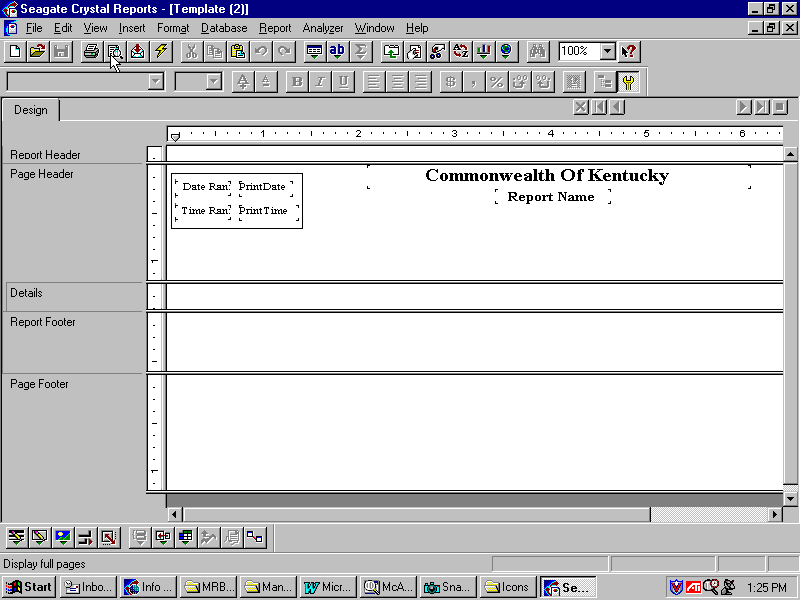 Seagate Crystal Reports - [Template (2)]
File Edit View Insert Format Database Report Analyzer Window Help
ab Σ 100%
A A B I U $ , %
Design
1 2 3 4 5 6
Report Header
Page Header
Commonwealth Of Kentucky
Date Ran: PrintDate
Report Name
Time Ran: PrintTime
1
Details
Report Footer
Page Footer
1
Display full pages
Start Inbo... Info ... MRB... Man... Micr... McA... Sna... Icons Se... 1:25 PM